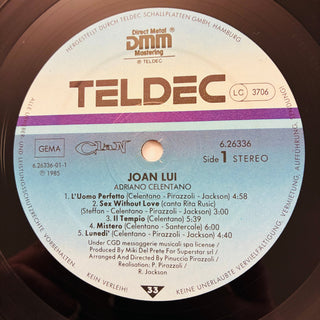 HERGESTELLT DURCH TELDEC SCHALLPLATTEN GMBH. HAMBURG
Direct Metal
DMM
Mastering
℗ TELDEC
TELDEC
LC 3706
GEMA
Clan
6.26336
6.26336-01-1
Side 1 STEREO
℗ 1985
JOAN LUI
ADRIANO CELENTANO
1. L'Uomo Perfetto (Celentano - Pirazzoli - Jackson) 4:58
2. Sex Without Love (canta Rita Rusic)
(Steffan - Celentano - Pirazzoli - Jackson) 3:00
3. Il Tempio (Celentano) 5:39
4. Mistero (Celentano - Santercole) 6:00
5. Lunedi' (Celentano - Pirazzoli - Jackson) 4:40
Under CGD messaggerie musicali spa license /
Produced by Miki Del Prete For Superstar srl /
Arranged And Directed By Pinuccio Pirazzoli /
Realisation: P. Pirazzoli /
R. Jackson
KEIN VERLEIH!
33
KEINE UNERLAUBTE VERVIELFÄLTIGUNG, VERMIETUNG, AUFFÜHRUNG,